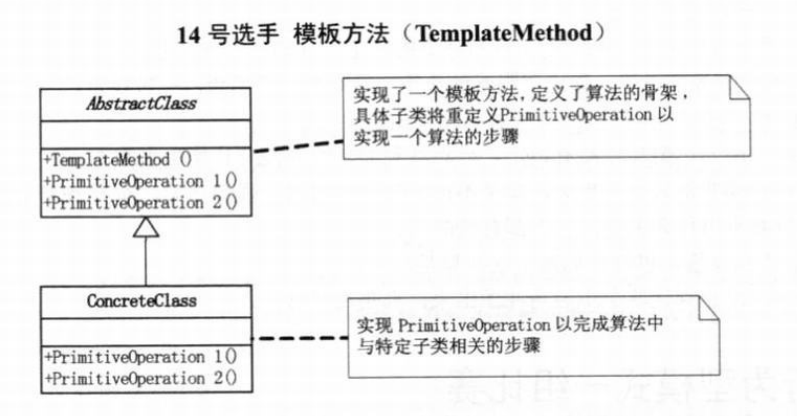 14 号选手 模板方法（TemplateMethod）
AbstractClass
+TemplateMethod ()
+PrimitiveOperation 1()
+PrimitiveOperation 2()
实现了一个模板方法,定义了算法的骨架，
具体子类将重定义PrimitiveOperation 以
实现一个算法的步骤
ConcreteClass
+PrimitiveOperation 1()
+PrimitiveOperation 2()
实现 PrimitiveOperation 以完成算法中
与特定子类相关的步骤